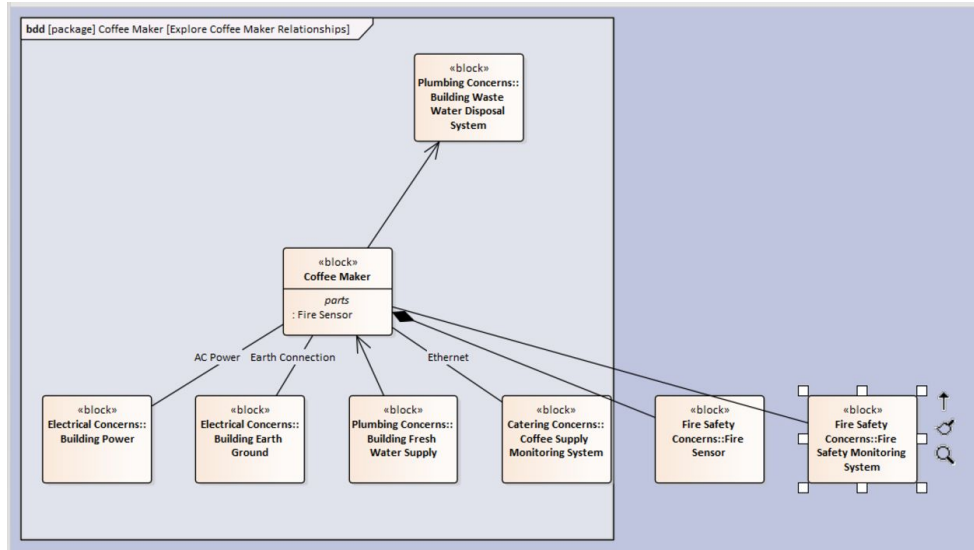 bdd [package] Coffee Maker [Explore Coffee Maker Relationships]
«block»
Plumbing Concerns::
Building Waste
Water Disposal
System
«block»
Coffee Maker
parts
: Fire Sensor
AC Power
Earth Connection
Ethernet
«block»
Electrical Concerns::
Building Power
«block»
Electrical Concerns::
Building Earth
Ground
«block»
Plumbing Concerns::
Building Fresh
Water Supply
«block»
Catering Concerns::
Coffee Supply
Monitoring System
«block»
Fire Safety
Concerns::Fire
Sensor
«block»
Fire Safety
Concerns::Fire
Safety Monitoring
System